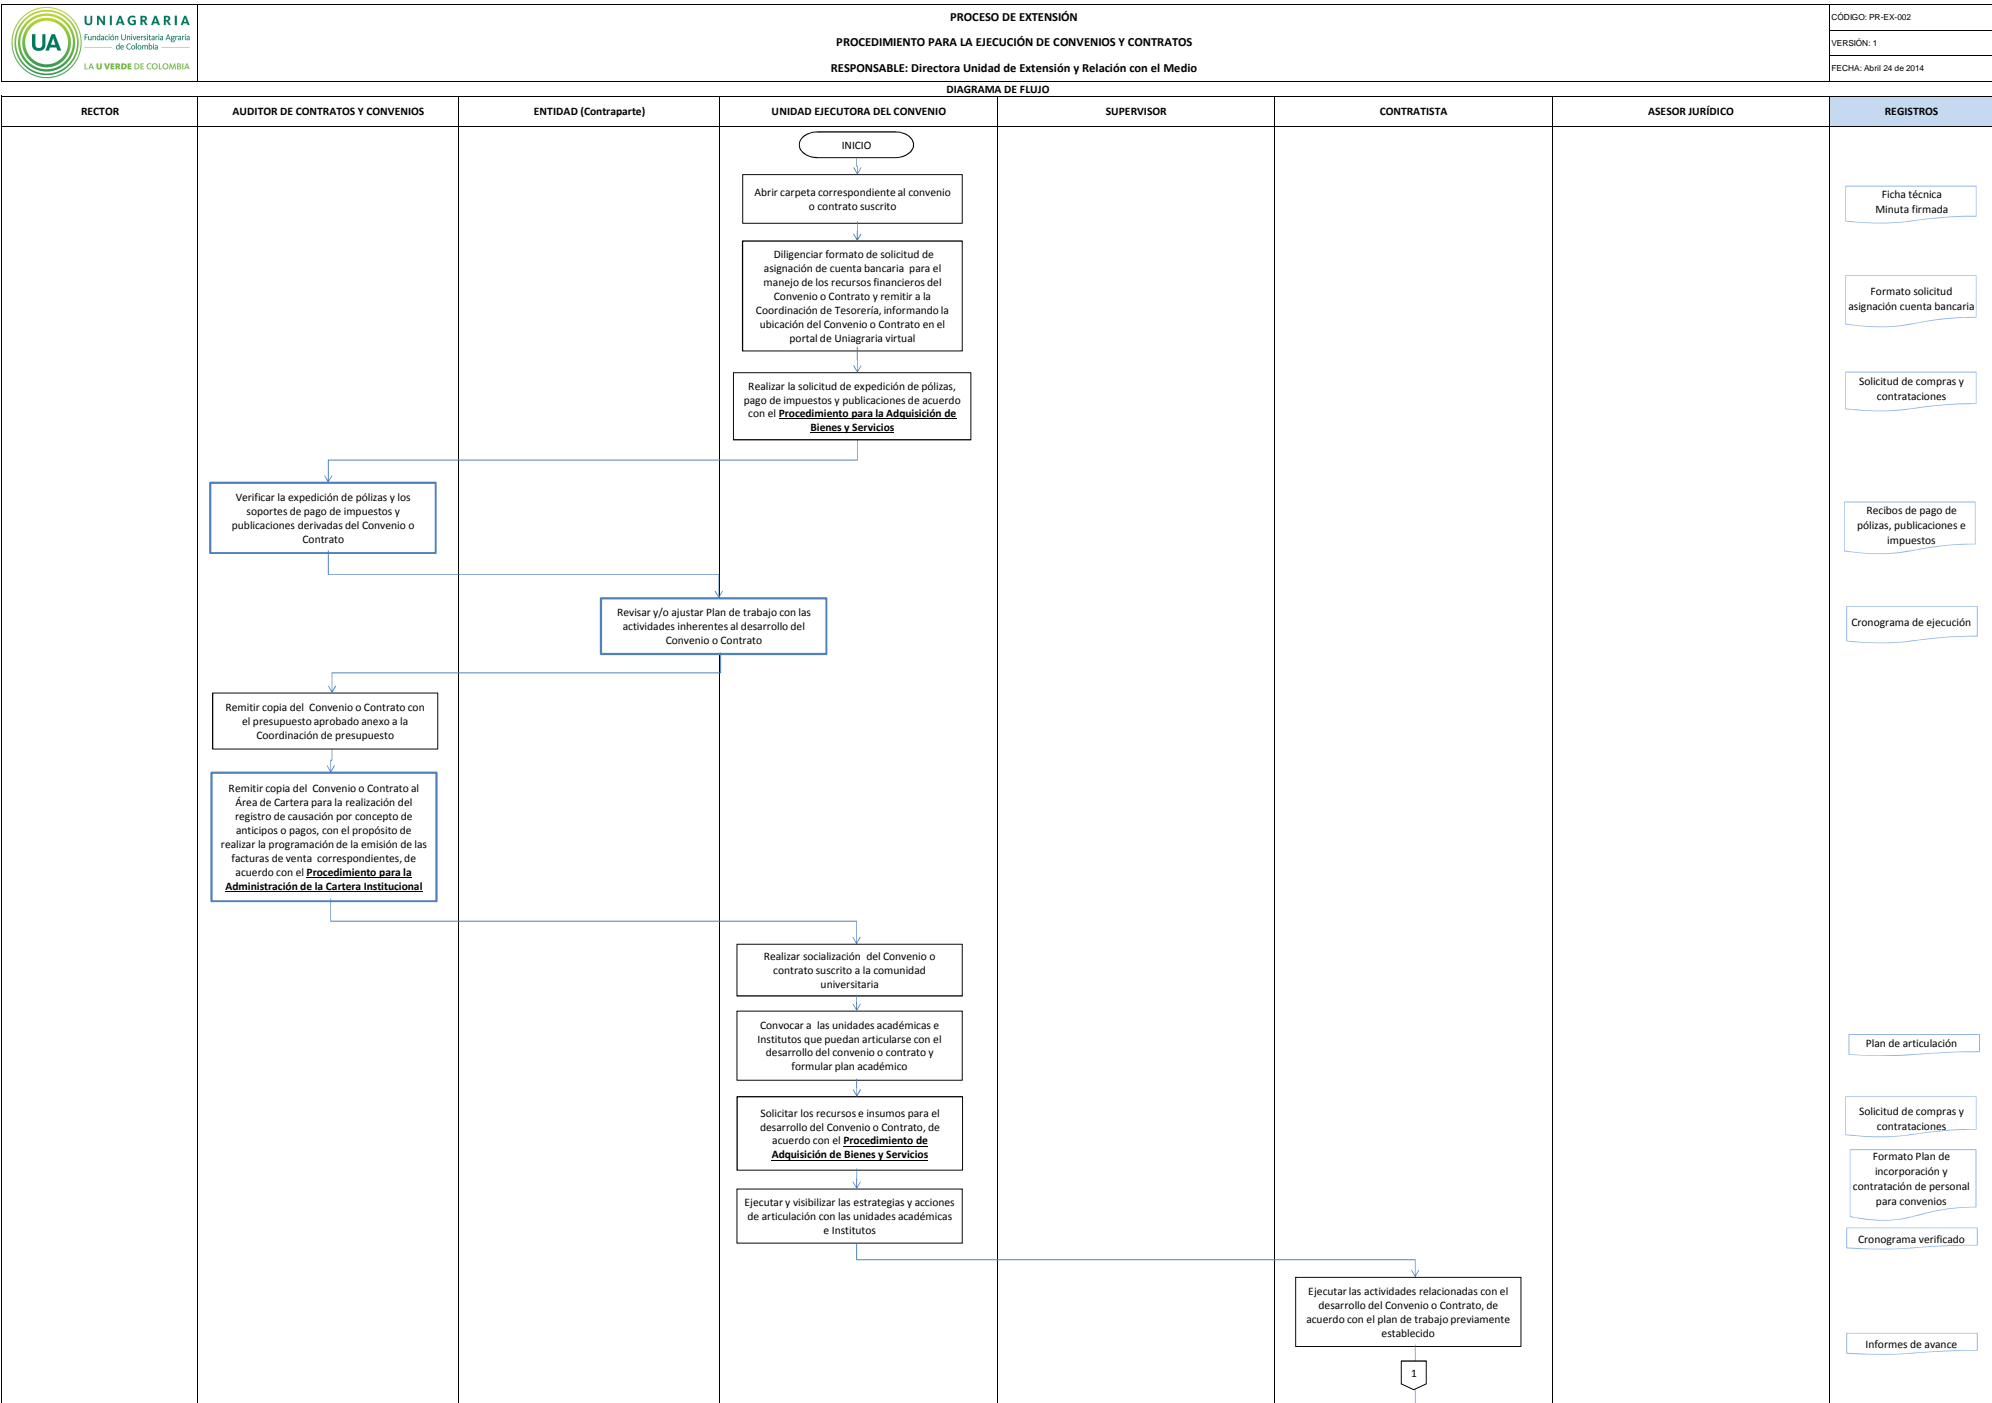 UNIAGRARIA
Fundación Universitaria Agraria
de Colombia
UA
LA U VERDE DE COLOMBIA
PROCESO DE EXTENSIÓN
PROCEDIMIENTO PARA LA EJECUCIÓN DE CONVENIOS Y CONTRATOS
RESPONSABLE: Directora Unidad de Extensión y Relación con el Medio
CÓDIGO: PR-EX-002
VERSIÓN: 1
FECHA: Abril 24 de 2014
DIAGRAMA DE FLUJO
RECTOR
AUDITOR DE CONTRATOS Y CONVENIOS
ENTIDAD (Contraparte)
UNIDAD EJECUTORA DEL CONVENIO
SUPERVISOR
CONTRATISTA
ASESOR JURÍDICO
REGISTROS
INICIO
Abrir carpeta correspondiente al convenio
o contrato suscrito
Ficha técnica
Minuta firmada
Diligenciar formato de solicitud de
asignación de cuenta bancaria para el
manejo de los recursos financieros del
Convenio o Contrato y remitir a la
Coordinación de Tesorería, informando la
ubicación del Convenio o Contrato en el
portal de Uniagraria virtual
Formato solicitud
asignación cuenta bancaria
Realizar la solicitud de expedición de pólizas,
pago de impuestos y publicaciones de acuerdo
con el Procedimiento para la Adquisición de
Bienes y Servicios
Solicitud de compras y
contrataciones
Verificar la expedición de pólizas y los
soportes de pago de impuestos y
publicaciones derivadas del Convenio o
Contrato
Recibos de pago de
pólizas, publicaciones e
impuestos
Revisar y/o ajustar Plan de trabajo con las
actividades inherentes al desarrollo del
Convenio o Contrato
Cronograma de ejecución
Remitir copia del Convenio o Contrato con
el presupuesto aprobado anexo a la
Coordinación de presupuesto
Remitir copia del Convenio o Contrato al
Área de Cartera para la realización del
registro de causación por concepto de
anticipos o pagos, con el propósito de
realizar la programación de la emisión de las
facturas de venta correspondientes, de
acuerdo con el Procedimiento para la
Administración de la Cartera Institucional
Realizar socialización del Convenio o
contrato suscrito a la comunidad
universitaria
Convocar a las unidades académicas e
Institutos que puedan articularse con el
desarrollo del convenio o contrato y
formular plan académico
Plan de articulación
Solicitar los recursos e insumos para el
desarrollo del Convenio o Contrato, de
acuerdo con el Procedimiento de
Adquisición de Bienes y Servicios
Solicitud de compras y
contrataciones
Formato Plan de
incorporación y
contratación de personal
para convenios
Ejecutar y visibilizar las estrategias y acciones
de articulación con las unidades académicas
e Institutos
Cronograma verificado
Ejecutar las actividades relacionadas con el
desarrollo del Convenio o Contrato, de
acuerdo con el plan de trabajo previamente
establecido
Informes de avance
1